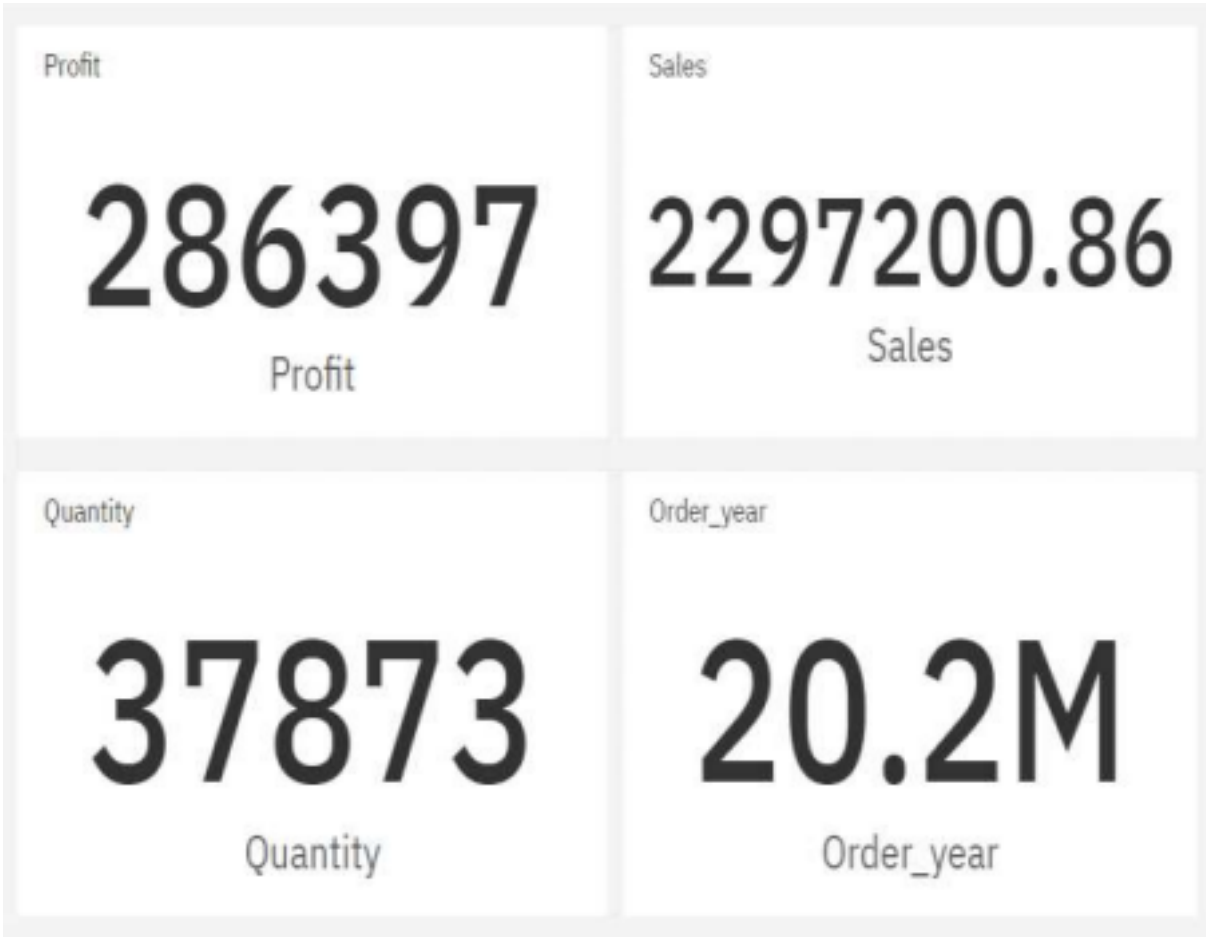 Profit
286397
Profit
Sales
2297200.86
Sales
Quantity
37873
Quantity
Order_year
20.2M
Order_year